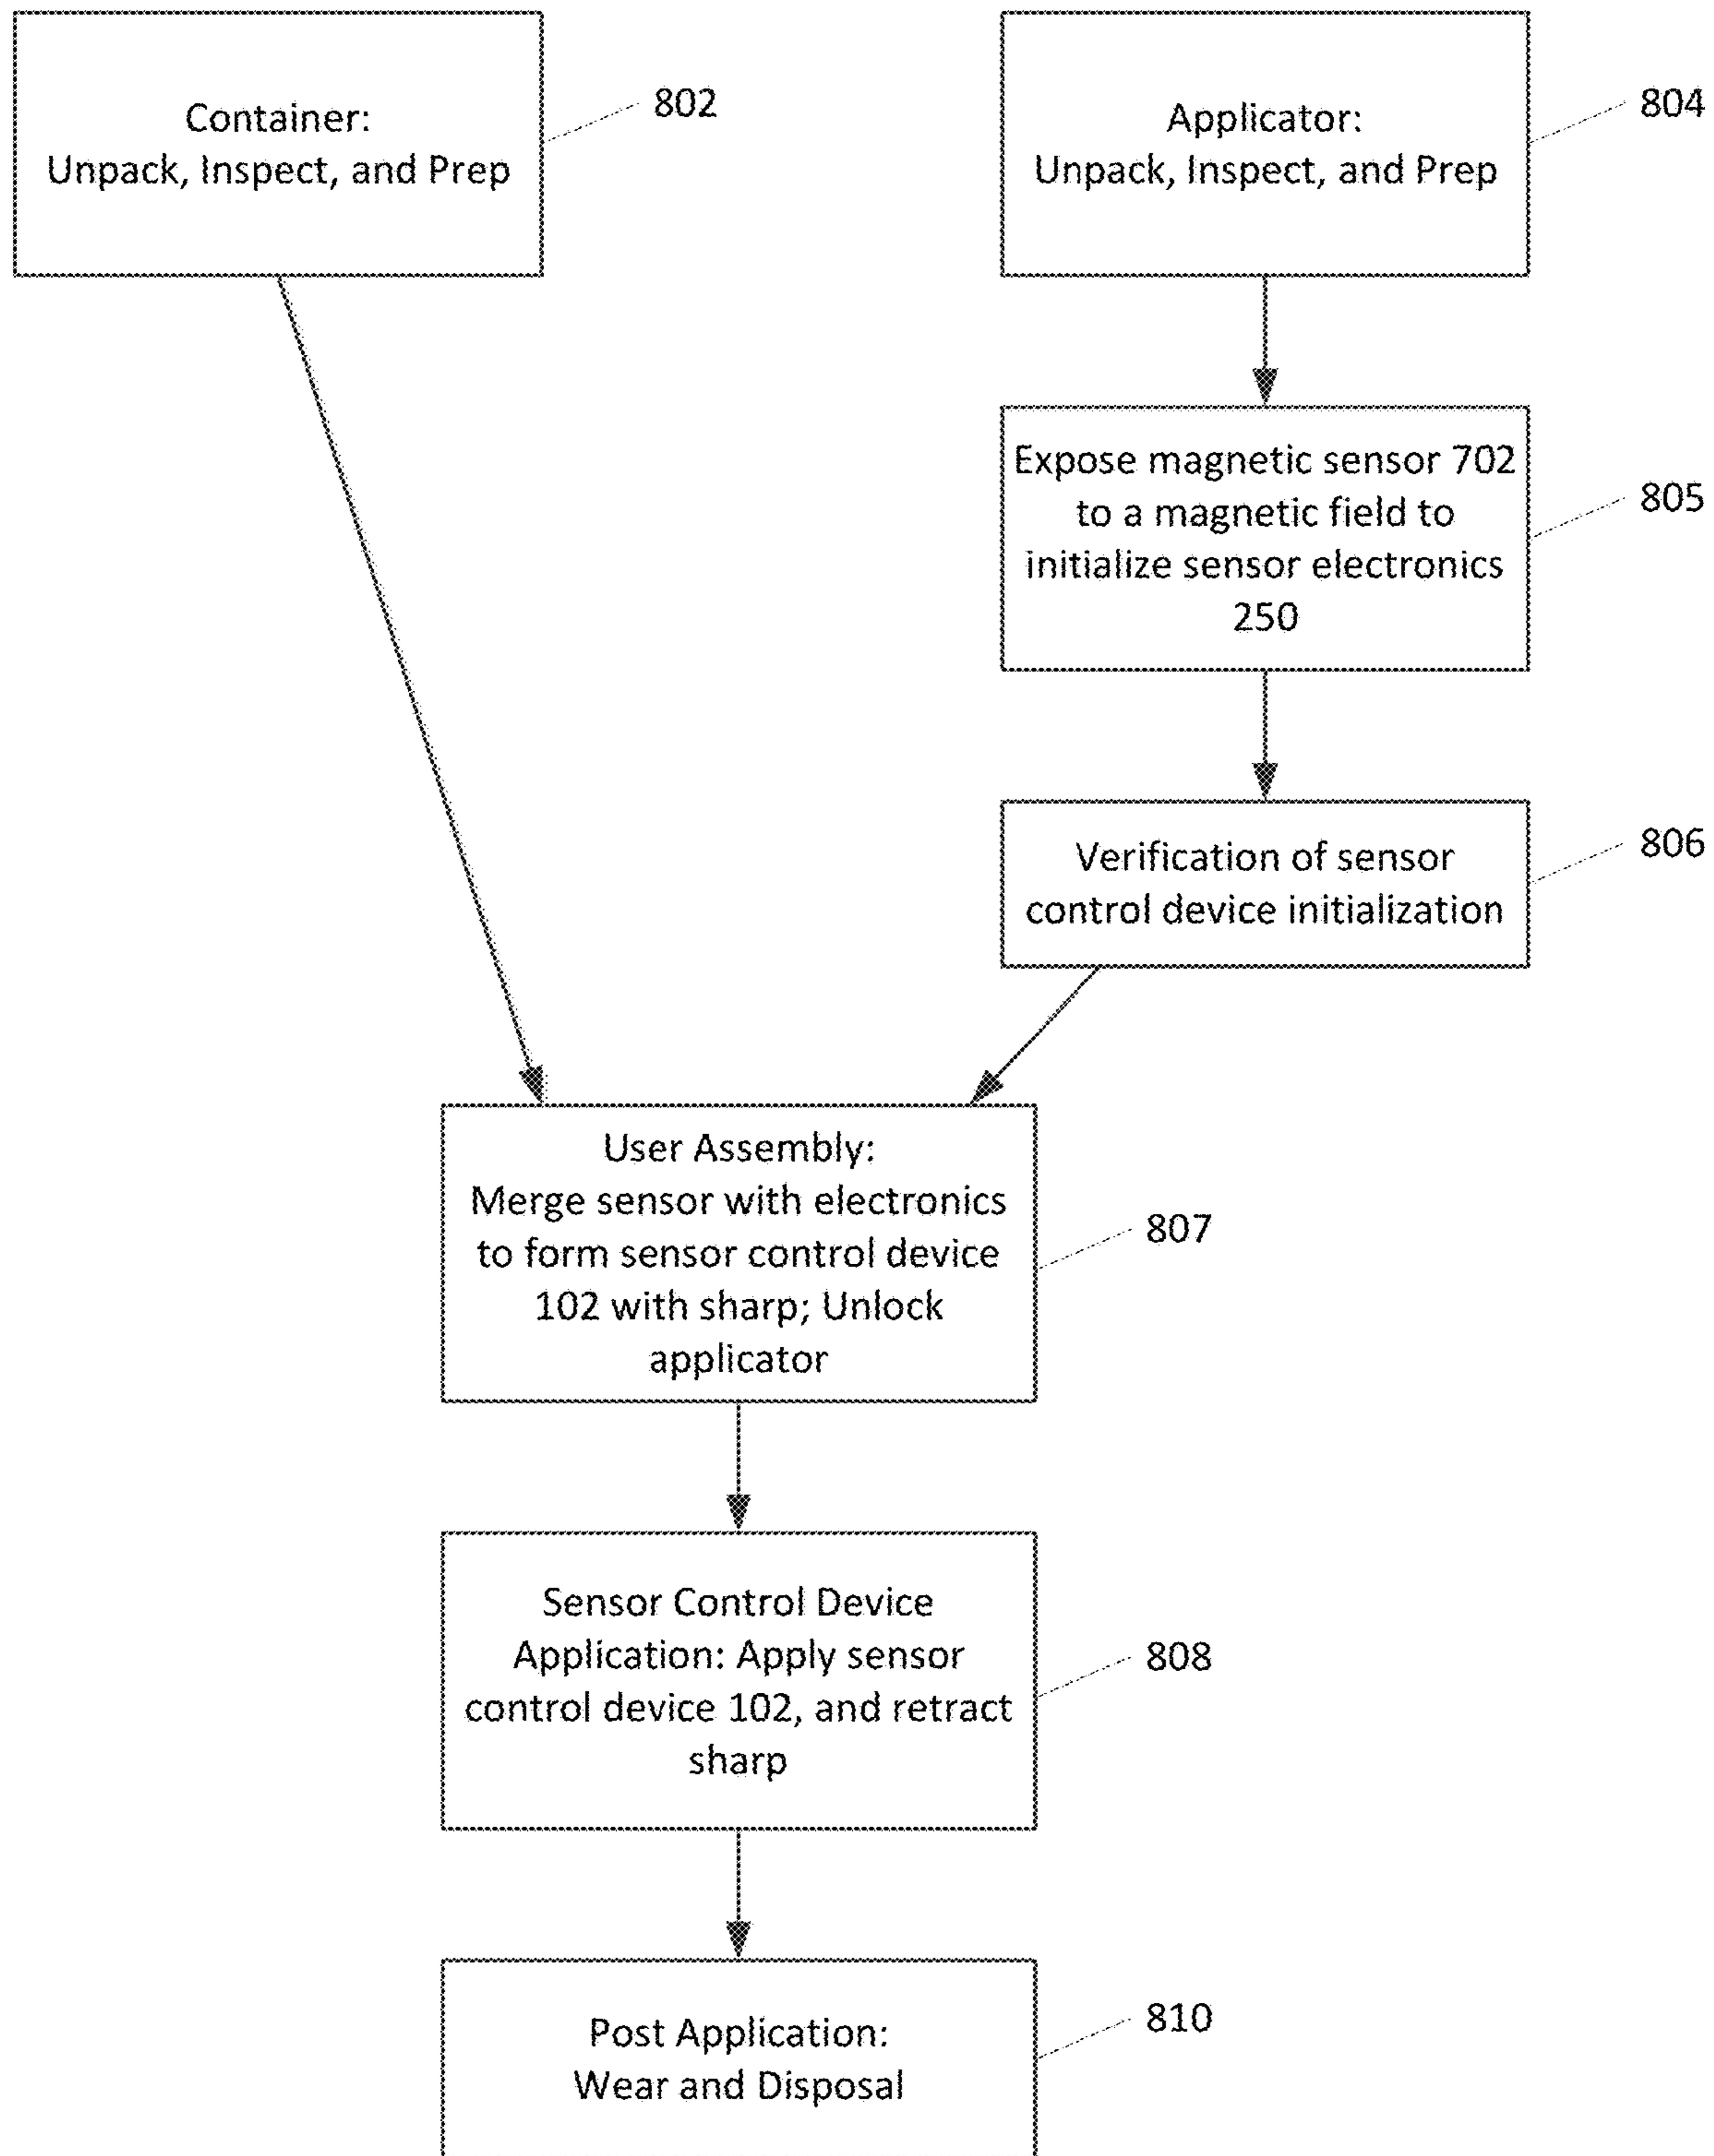 Container:
Unpack, Inspect, and Prep
802
Applicator:
Unpack, Inspect, and Prep
804
Expose magnetic sensor 702
to a magnetic field to
initialize sensor electronics
250
805
Verification of sensor
control device initialization
806
User Assembly:
Merge sensor with electronics
to form sensor control device
102 with sharp; Unlock
applicator
807
Sensor Control Device
Application: Apply sensor
control device 102, and retract
sharp
808
Post Application:
Wear and Disposal
810